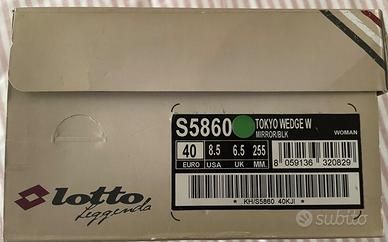 S5860
TOKYO WEDGE W
MIRROR/BLK
WOMAN
40 8.5 6.5 255
EURO USA UK MM.
8 059136 320829
* KH/S5860 40KJI *
lotto
Leggenda
subito